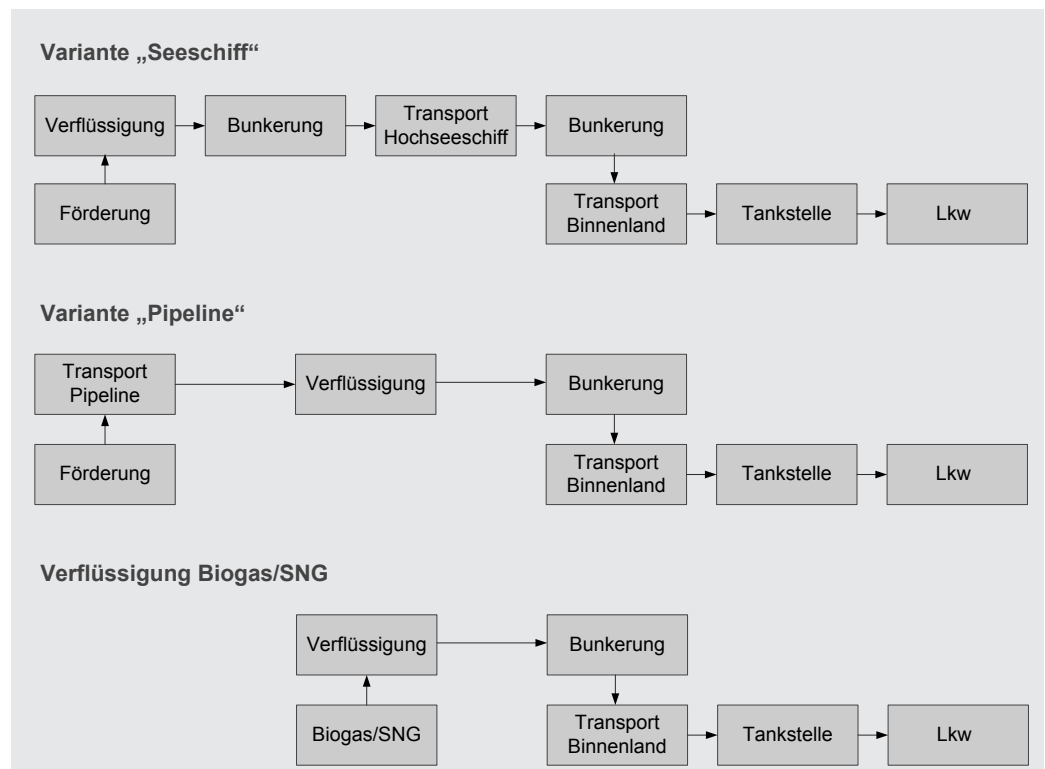 Variante „Seeschiff“
Verflüssigung
Bunkerung
Transport
Hochseeschiff
Bunkerung
Förderung
Transport
Binnenland
Tankstelle
Lkw
Variante „Pipeline“
Transport
Pipeline
Verflüssigung
Bunkerung
Förderung
Transport
Binnenland
Tankstelle
Lkw
Verflüssigung Biogas/SNG
Verflüssigung
Bunkerung
Biogas/SNG
Transport
Binnenland
Tankstelle
Lkw